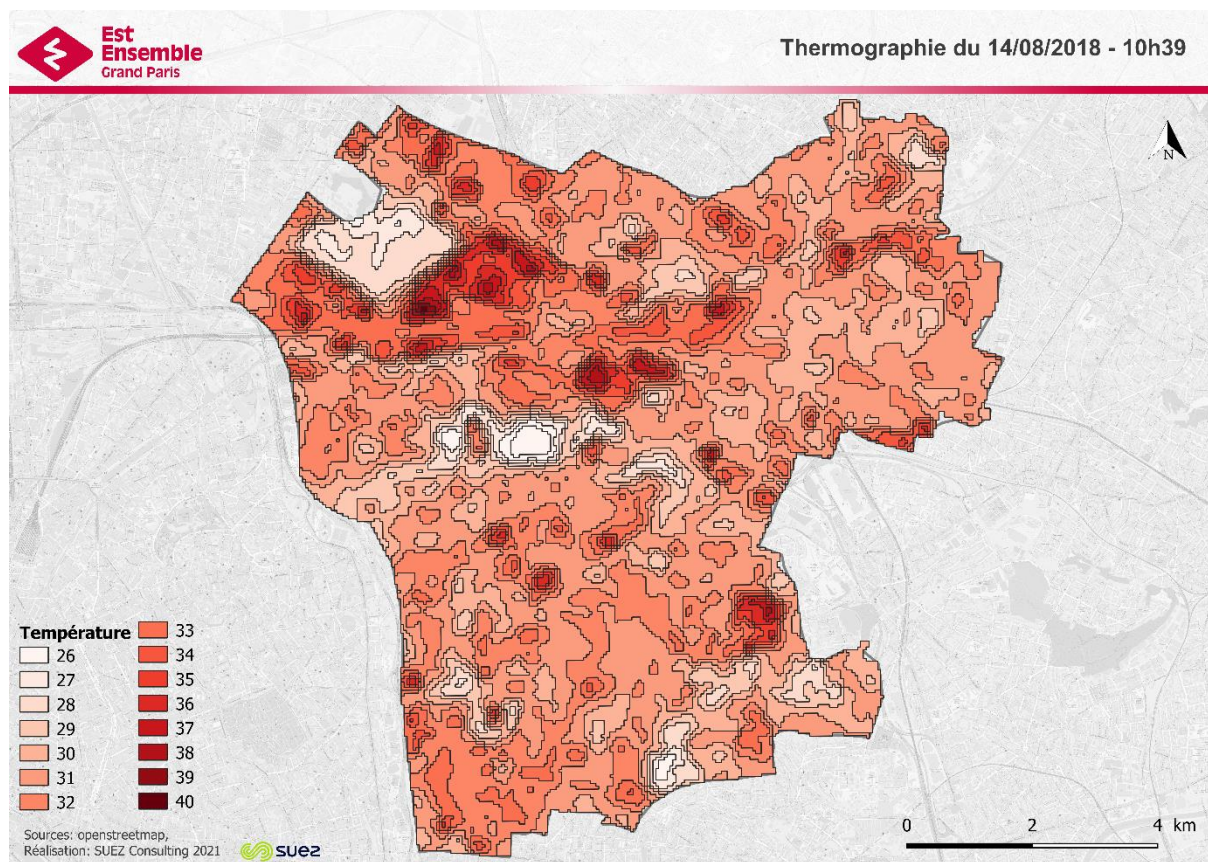 Est
Ensemble
Grand Paris
Thermographie du 14/08/2018 - 10h39
N
Température
26
27
28
29
30
31
32
33
34
35
36
37
38
39
40
0 2 4 km
Sources: openstreetmap,
Réalisation: SUEZ Consulting 2021
suez